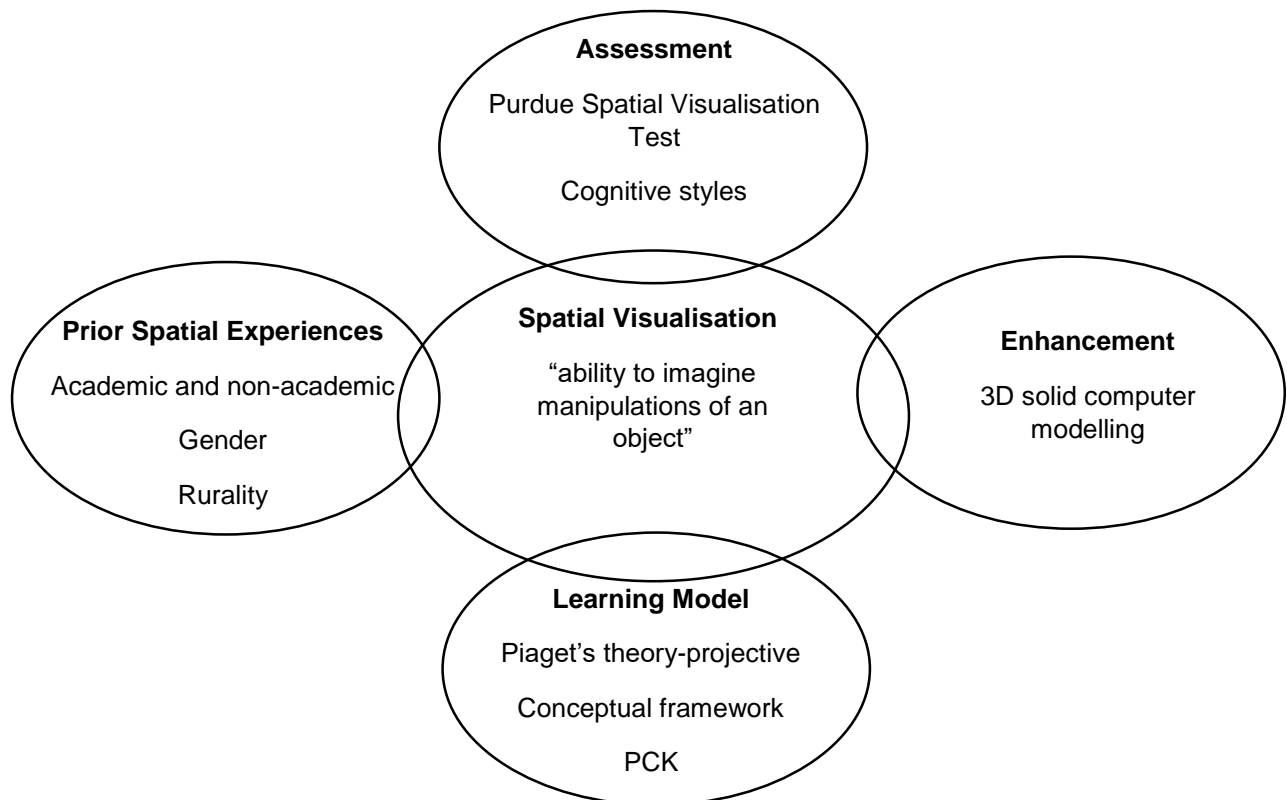 Assessment
Purdue Spatial Visualisation
Test
Cognitive styles
Prior Spatial Experiences
Academic and non-academic
Gender
Rurality
Spatial Visualisation
“ability to imagine
manipulations of an
object”
Enhancement
3D solid computer
modelling
Learning Model
Piaget’s theory-projective
Conceptual framework
PCK